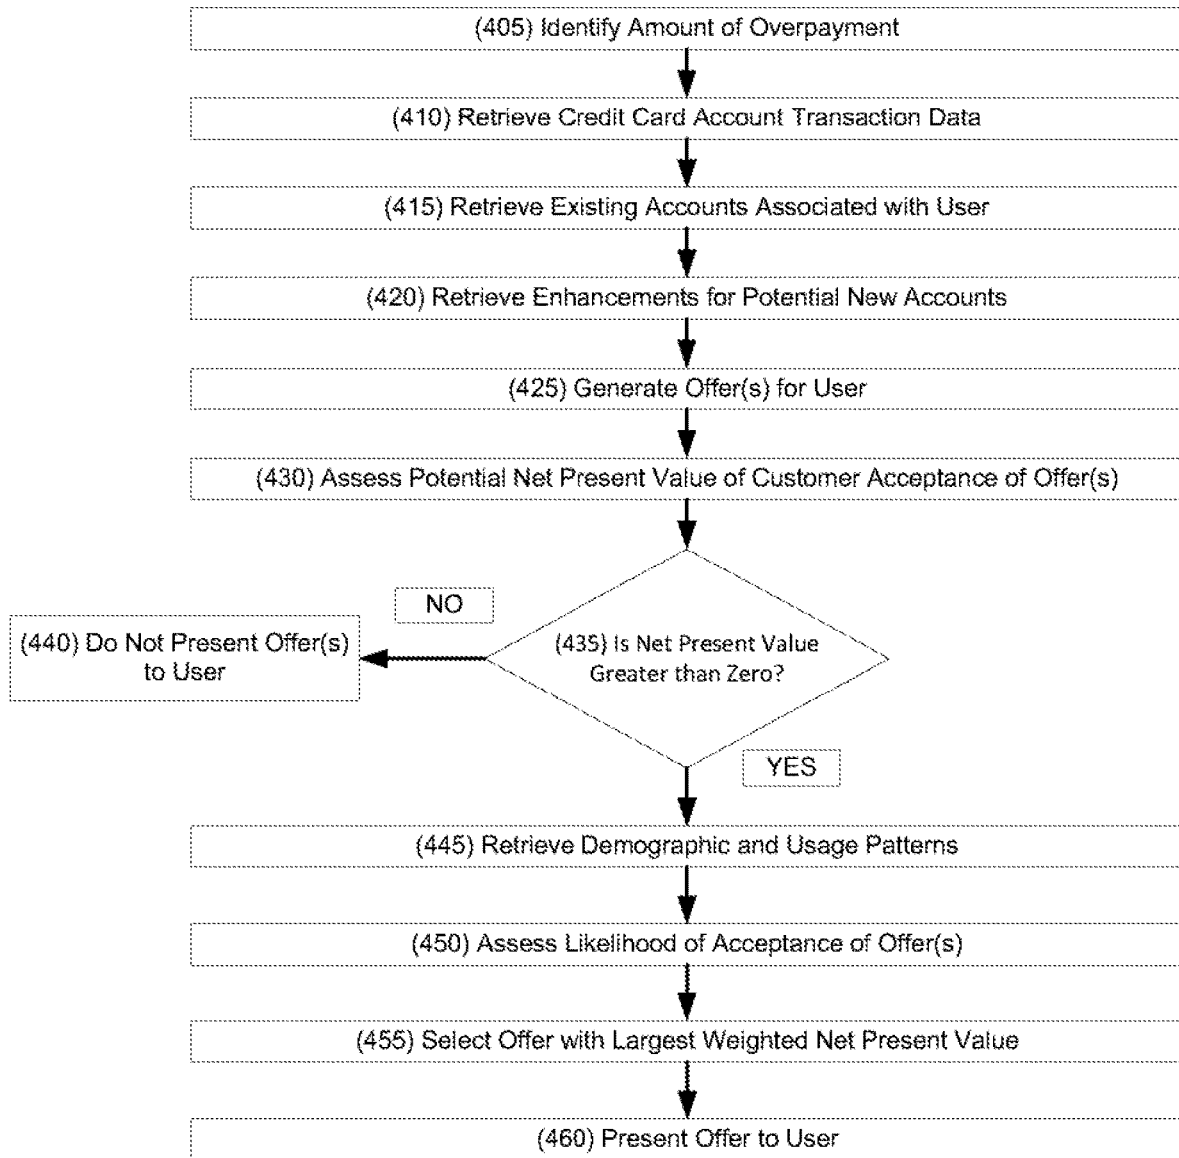 (405) Identify Amount of Overpayment
(410) Retrieve Credit Card Account Transaction Data
(415) Retrieve Existing Accounts Associated with User
(420) Retrieve Enhancements for Potential New Accounts
(425) Generate Offer(s) for User
(430) Assess Potential Net Present Value of Customer Acceptance of Offer(s)
NO
(440) Do Not Present Offer(s)
to User
(435) Is Net Present Value
Greater than Zero?
YES
(445) Retrieve Demographic and Usage Patterns
(450) Assess Likelihood of Acceptance of Offer(s)
(455) Select Offer with Largest Weighted Net Present Value
(460) Present Offer to User